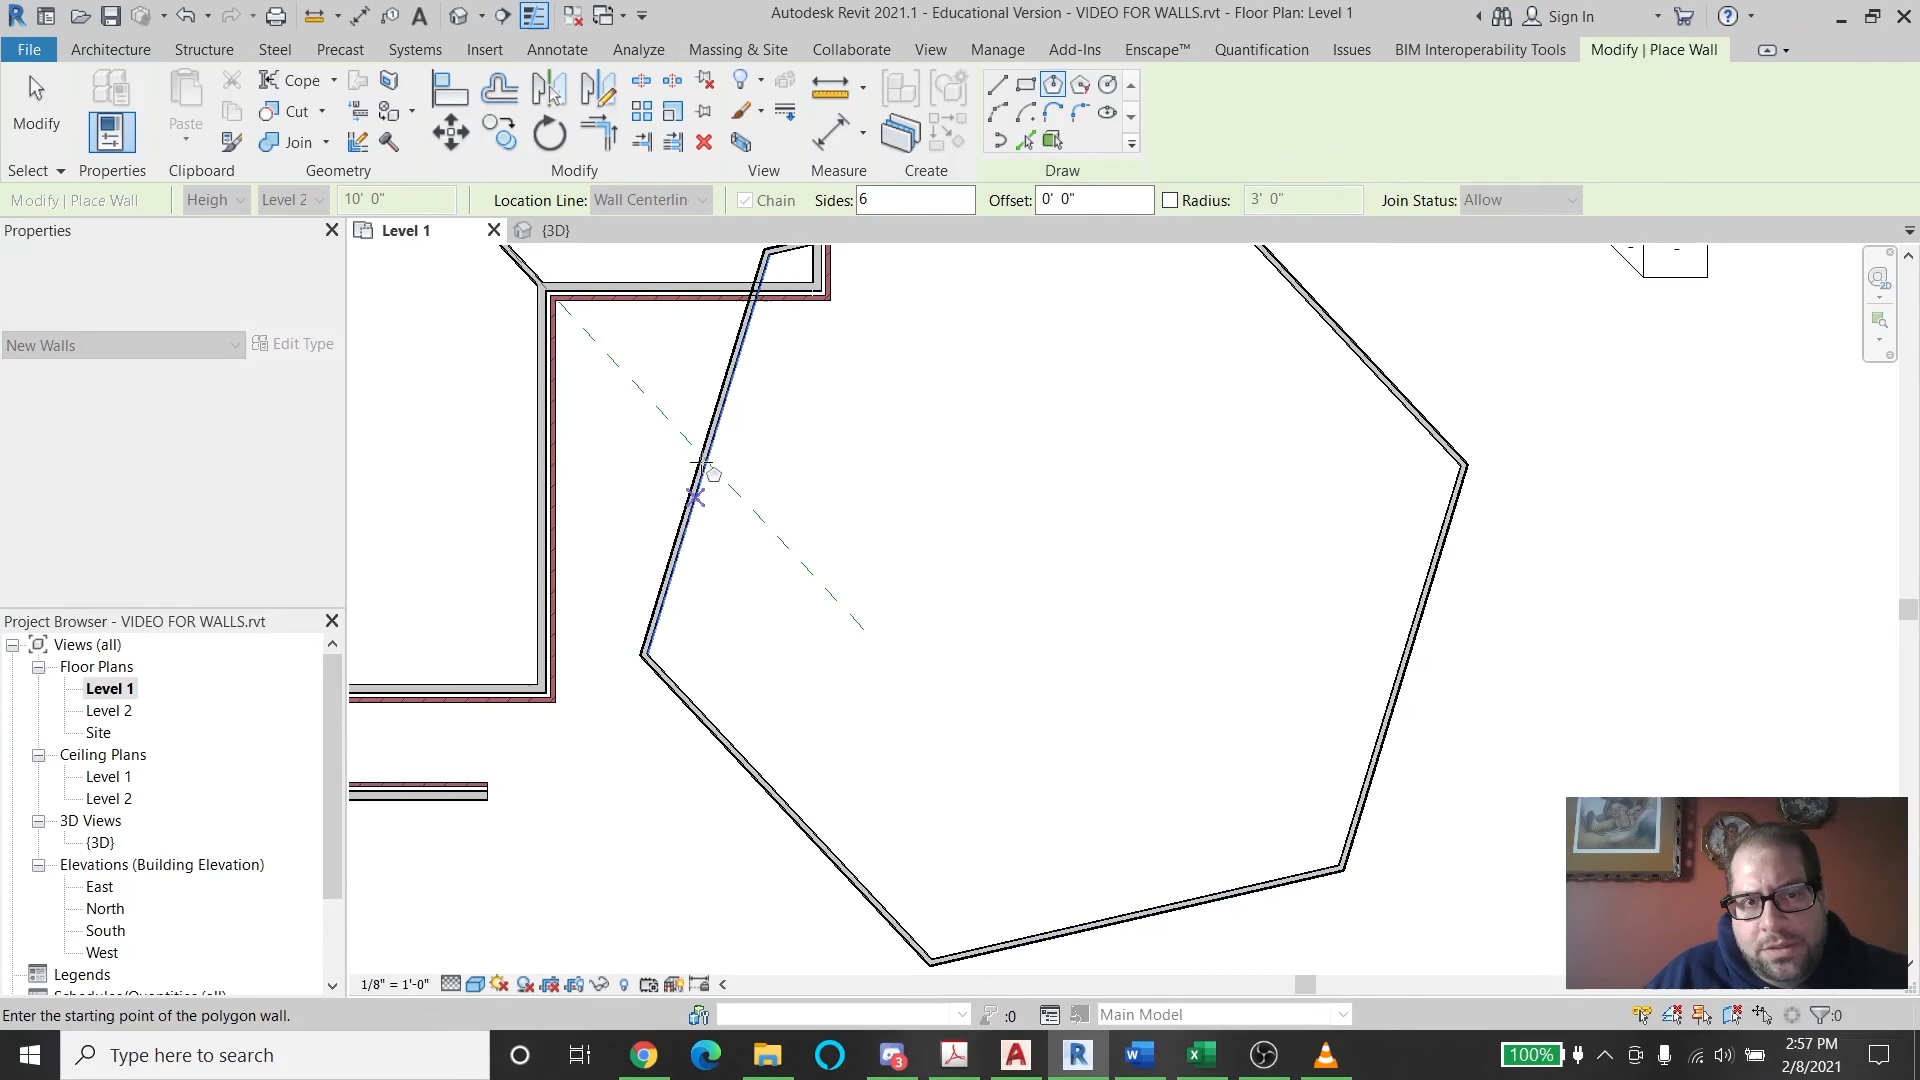 Autodesk Revit 2021.1 - Educational Version - VIDEO FOR WALLS.rvt - Floor Plan: Level 1
Sign In
File Architecture Structure Steel Precast Systems Insert Annotate Analyze Massing & Site Collaborate View Manage Add-Ins Enscape™ Quantification Issues BIM Interoperability Tools Modify | Place Wall
Modify
Paste
Cope
Cut
Join
Select Properties Clipboard Geometry Modify View Measure Create Draw
Modify | Place Wall Heigh Level 2 10' 0" Location Line: Wall Centerlin Chain Sides: 6 Offset: 0' 0" Radius: 3' 0" Join Status: Allow
Properties
Level 1
{3D}
2D
New Walls
Edit Type
Project Browser - VIDEO FOR WALLS.rvt
Views (all)
Floor Plans
Level 1
Level 2
Site
Ceiling Plans
Level 1
Level 2
3D Views
{3D}
Elevations (Building Elevation)
East
North
South
West
Legends
1/8" = 1'-0"
Enter the starting point of the polygon wall.
:0
Main Model
:0
Type here to search
3
100%
2:57 PM
2/8/2021